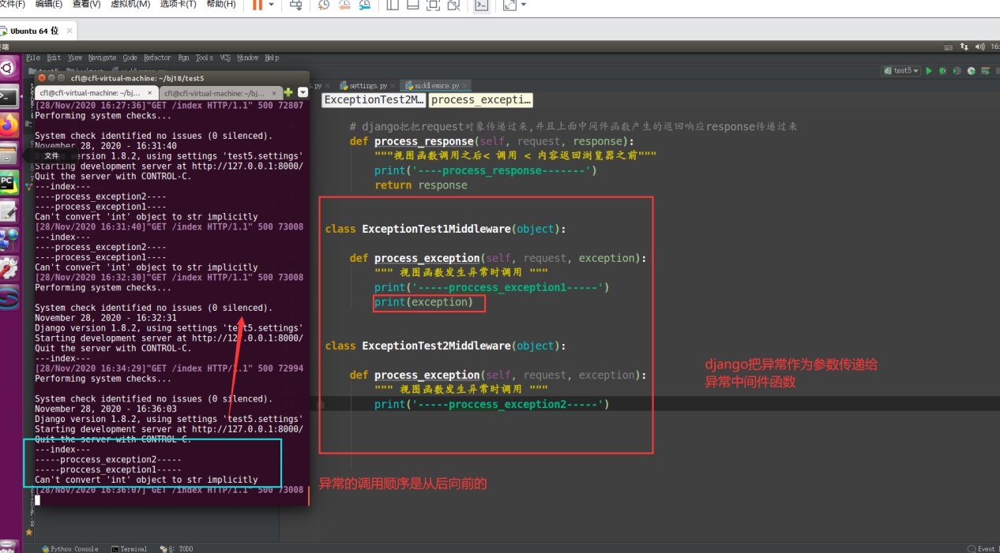 文件(F) 编辑(E) 查看(V) 虚拟机(M) 选项卡(T) 帮助(H)
Ubuntu 64 位
File Edit View Navigate Code Refactor Run Tools VCS Window Help
cfl@cfl-virtual-machine: ~/bj18/test5
cfl@cfl-virtual-machine: ~/bj... × cfl@cfl-virtual-machine: ~/bj... ×
[28/Nov/2020 16:27:36]"GET /index HTTP/1.1" 500 72807
Performing system checks...
System check identified no issues (0 silenced).
November 28, 2020 - 16:31:40
文件
version 1.8.2, using settings 'test5.settings'
Starting development server at http://127.0.0.1:8000/
Quit the server with CONTROL-C.
---index---
----process_exception2----
----process_exception1----
Can't convert 'int' object to str implicitly
[28/Nov/2020 16:31:40]"GET /index HTTP/1.1" 500 73008
---index---
----process_exception2----
----process_exception1----
Can't convert 'int' object to str implicitly
[28/Nov/2020 16:32:30]"GET /index HTTP/1.1" 500 73008
Performing system checks...
System check identified no issues (0 silenced).
November 28, 2020 - 16:32:31
Django version 1.8.2, using settings 'test5.settings'
Starting development server at http://127.0.0.1:8000/
Quit the server with CONTROL-C.
---index---
[28/Nov/2020 16:34:29]"GET /index HTTP/1.1" 500 72994
Performing system checks...
System check identified no issues (0 silenced).
November 28, 2020 - 16:36:03
Django version 1.8.2, using settings 'test5.settings'
Starting development server at http://127.0.0.1:8000/
Quit the server with CONTROL-C.
---index---
-----proccess_exception2-----
-----proccess_exception1-----
Can't convert 'int' object to str implicitly
[28/Nov/2020 16:36:07]"GET /index HTTP/1.1" 500 73008
test5
.py × settings.py × middleware.py ×
ExceptionTest2M... process_excepti...
# django把把request对象传递过来,并且上面中间件函数产生的返回响应response传递过来
def process_response(self, request, response):
"""视图函数调用之后< 调用 < 内容返回浏览器之前"""
print('----process_response-------')
return response
class ExceptionTest1Middleware(object):
def process_exception(self, request, exception):
""" 视图函数发生异常时调用 """
print('-----proccess_exception1-----')
print(exception)
class ExceptionTest2Middleware(object):
def process_exception(self, request, exception):
""" 视图函数发生异常时调用 """
print('-----proccess_exception2-----')
django把异常作为参数传递给
异常中间件函数
异常的调用顺序是从后向前的
Python Console Terminal 6: TODO
Event